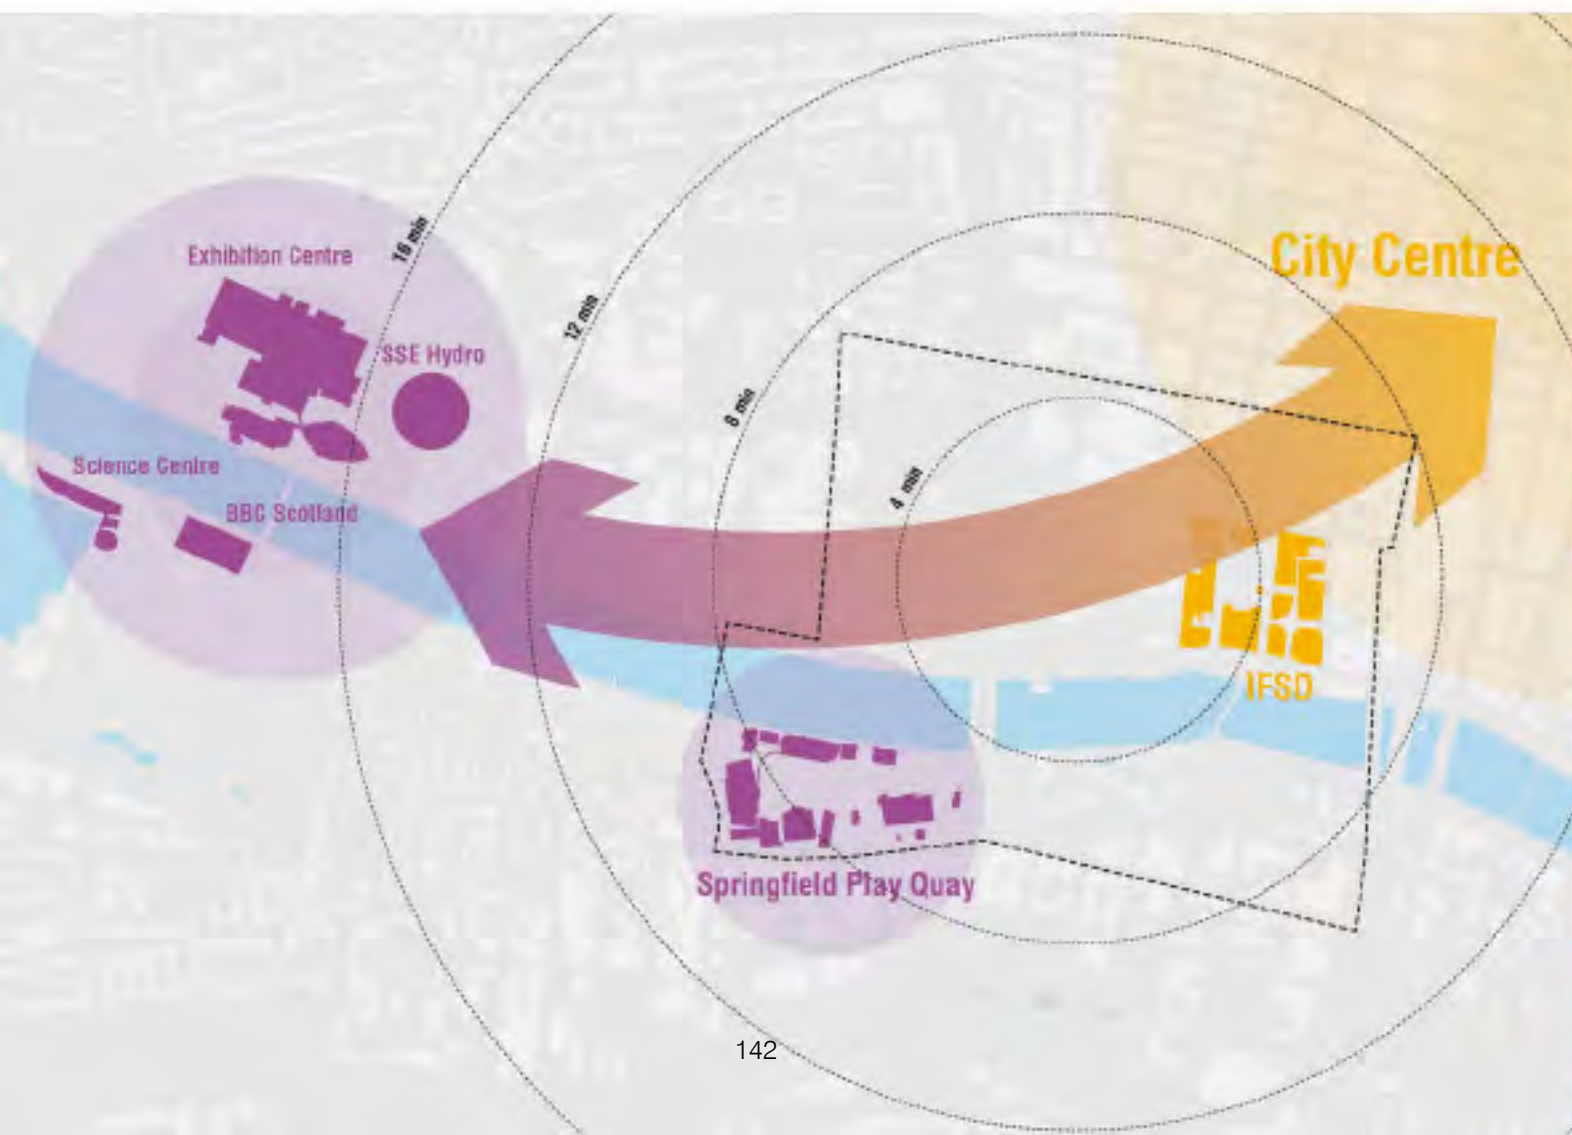 City Centre
Exhibition Centre
16 min
12 min
SSE Hydro
8 min
4 min
Science Centre
BBC Scotland
IFSD
Springfield Play Quay
142